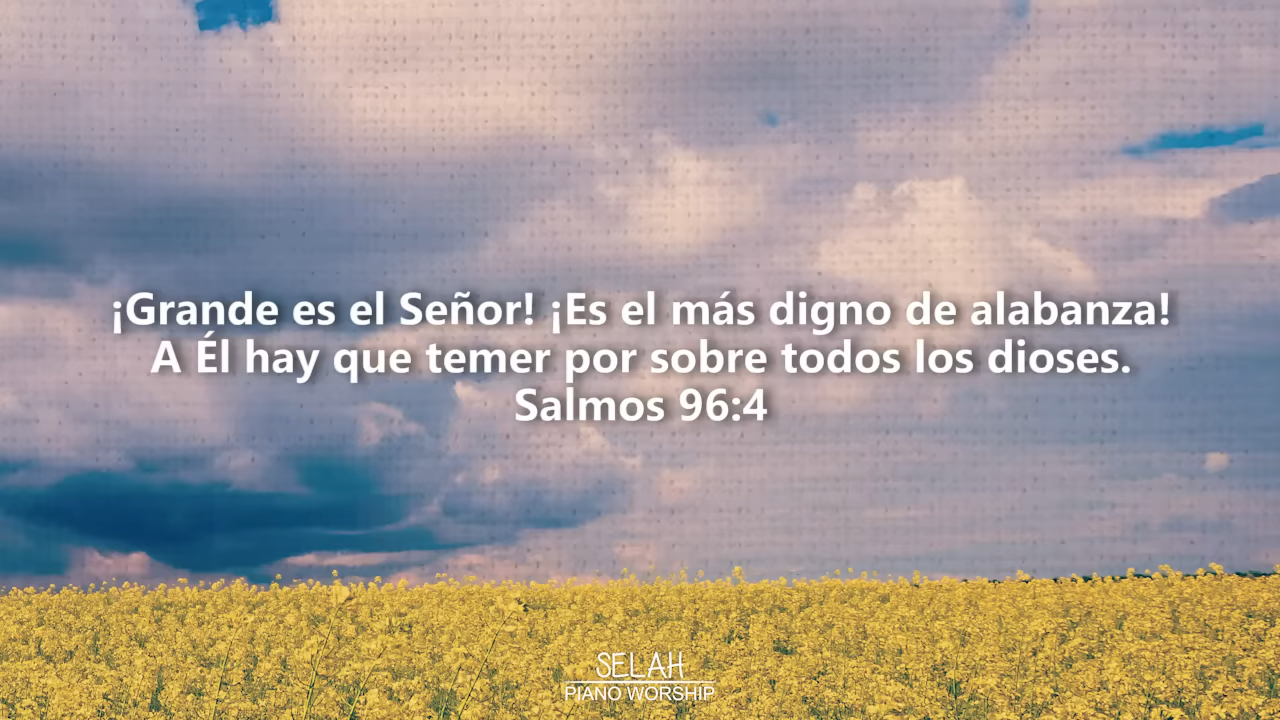 ¡Grande es el Señor! ¡Es el más digno de alabanza!
A Él hay que temer por sobre todos los dioses.
Salmos 96:4
SELAH
PIANO WORSHIP